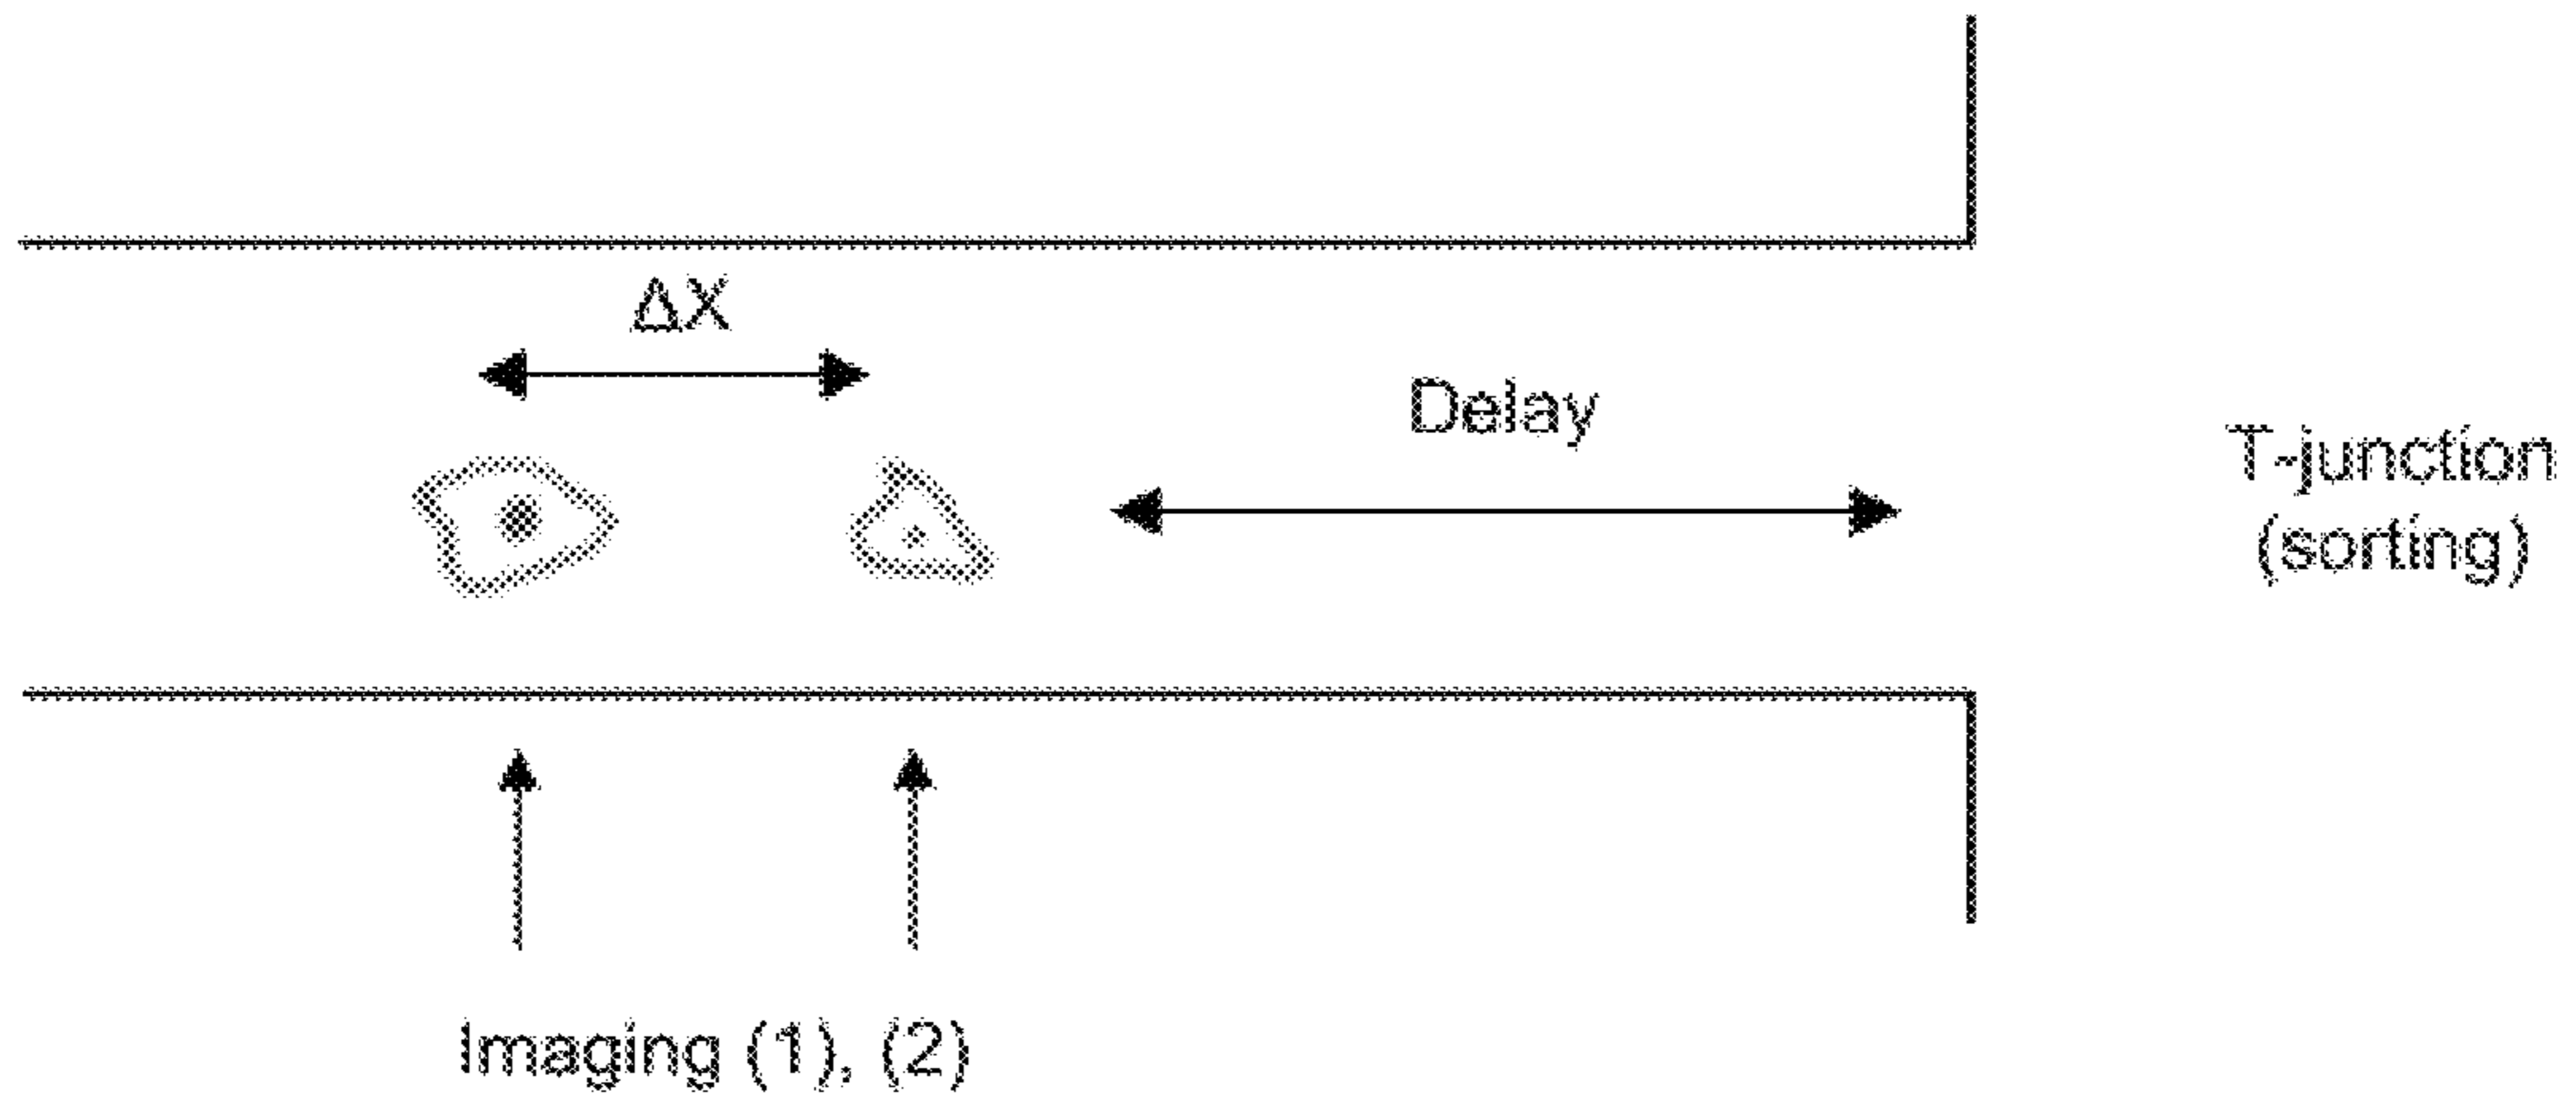 ΔX
Delay
T-junction
(sorting)
Imaging (1), (2)